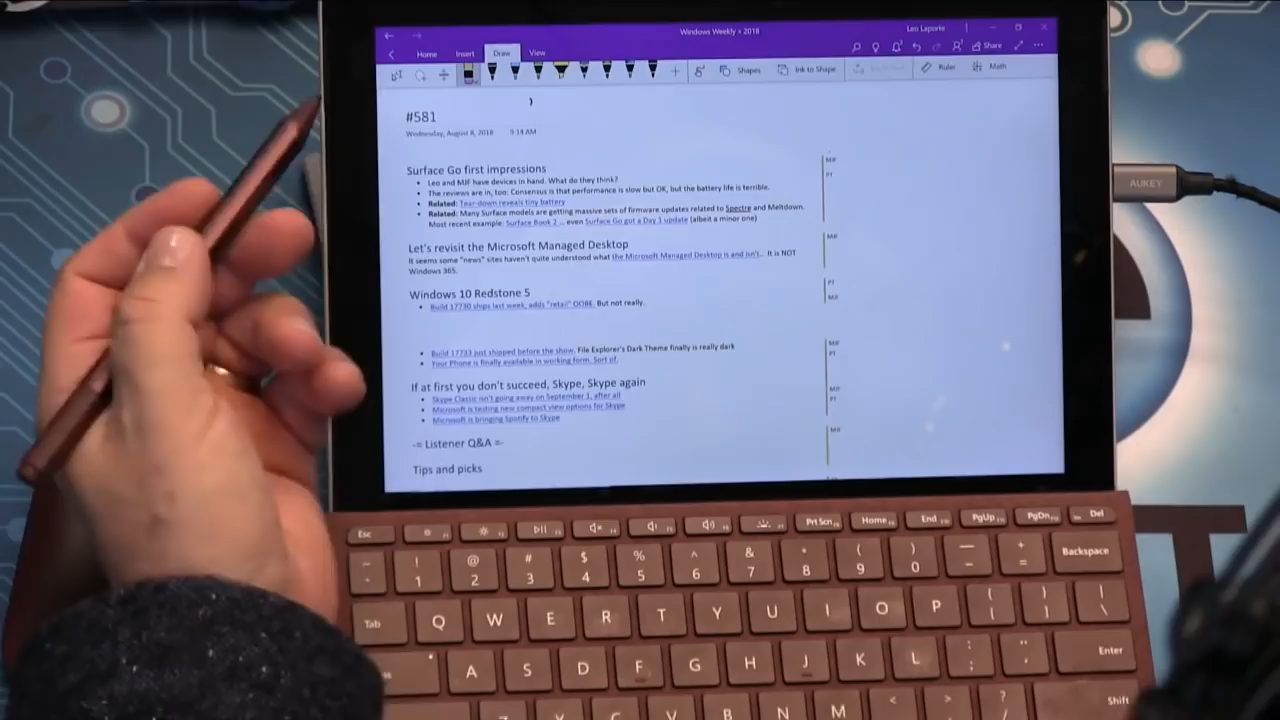 Windows Weekly » 2018
Leo Laporte
Home Insert Draw View
Share
Shapes Ink to Shape Ruler Math
#581
Wednesday, August 8, 2018 9:14 AM
Surface Go first impressions
Leo and MJF have devices in hand. What do they think?
The reviews are in, too: Consensus is that performance is slow but OK, but the battery life is terrible.
Related: Tear-down reveals tiny battery
Related: Many Surface models are getting massive sets of firmware updates related to Spectre and Meltdown.
Most recent example: Surface Book 2 ... even Surface Go got a Day 1 update (albeit a minor one)
Let's revisit the Microsoft Managed Desktop
It seems some "news" sites haven't quite understood what the Microsoft Managed Desktop is and isn't.. It is NOT
Windows 365.
Windows 10 Redstone 5
Build 17730 ships last week, adds "retail" OOBE. But not really.
Build 17733 just shipped before the show. File Explorer's Dark Theme finally is really dark
Your Phone is finally available in working form. Sort of.
If at first you don't succeed, Skype, Skype again
Skype Classic isn't going away on September 1, after all
Microsoft is testing new compact view options for Skype
Microsoft is bringing Spotify to Skype
-= Listener Q&A =-
Tips and picks
MJF
PT
MJF
PT
MJF
MJF
PT
MJF
PT
MJF
AUKEY
Esc PrtScn Home End PgUp PgDn Del
~ ! @ # $ % ^ & * ( ) — + Backspace
` 1 2 3 4 5 6 7 8 9 0 - =
Tab Q W E R T Y U I O P { [ } ] | \
A S D F G H J K L : ; " ' Enter
Z X C V B N M < > ? / Shift